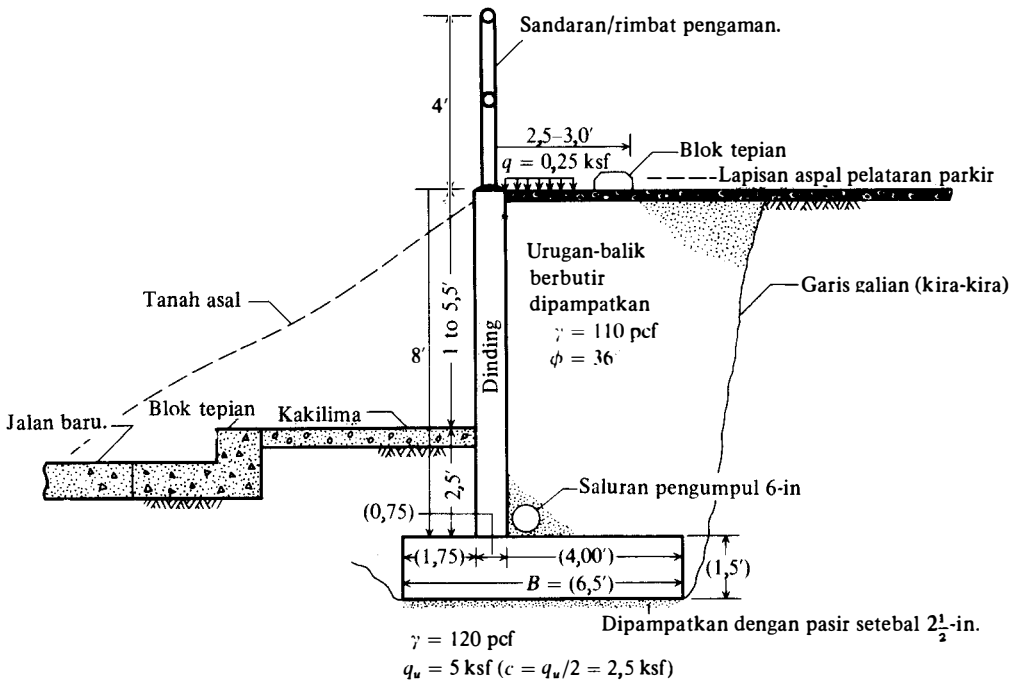 Sandaran/rimbat pengaman.
4'
2,5–3,0'
q = 0,25 ksf
Blok tepian
Lapisan aspal pelataran parkir
Urugan-balik
berbutir
dipampatkan
γ = 110 pcf
φ = 36
Garis galian (kira-kira)
Tanah asal
8'
1 to 5,5'
Dinding
Jalan baru.
Blok tepian
Kakilima
2,5'
Saluran pengumpul 6-in
(0,75)
(1,75)
(4,00')
(1,5')
B = (6,5')
Dipampatkan dengan pasir setebal 2½-in.
γ = 120 pcf
qᵤ = 5 ksf (c = qᵤ/2 = 2,5 ksf)